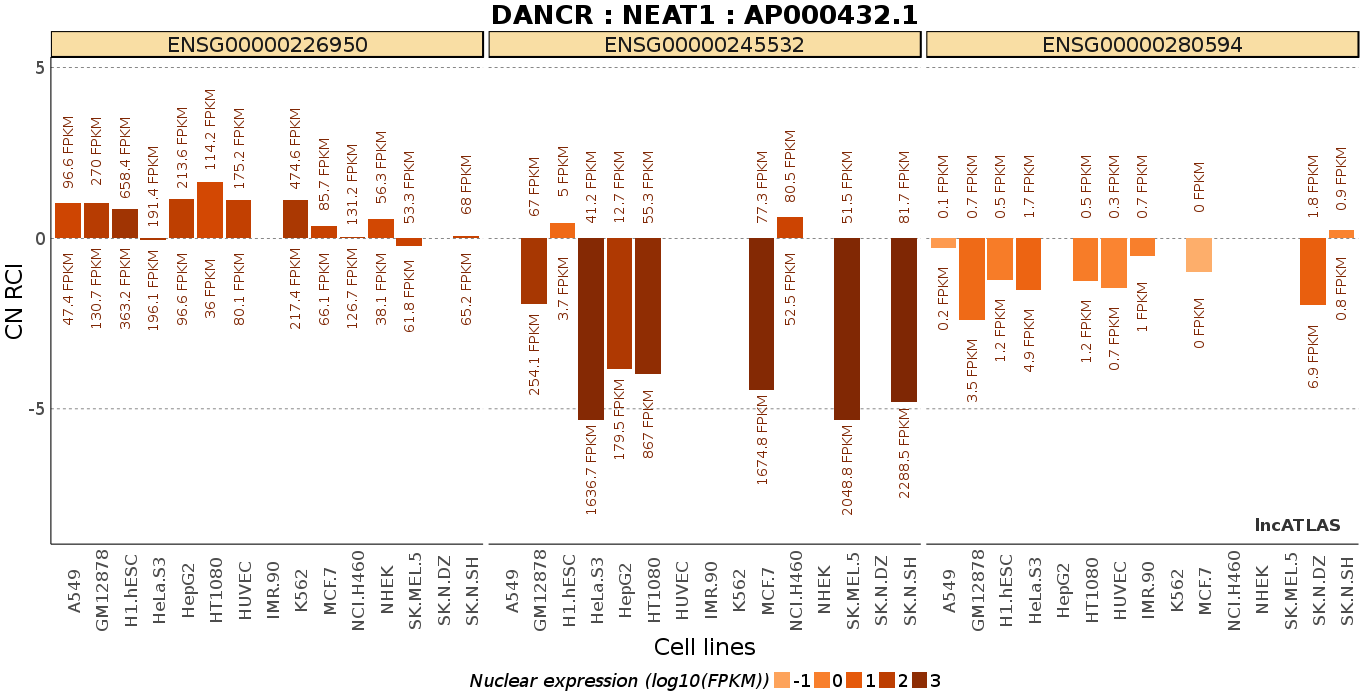 DANCR : NEAT1 : AP000432.1
ENSG00000226950
ENSG00000245532
ENSG00000280594
CN RCI
5
0
-5
96.6 FPKM
270 FPKM
658.4 FPKM
191.4 FPKM
213.6 FPKM
114.2 FPKM
175.2 FPKM
474.6 FPKM
85.7 FPKM
131.2 FPKM
56.3 FPKM
53.3 FPKM
68 FPKM
47.4 FPKM
130.7 FPKM
363.2 FPKM
196.1 FPKM
96.6 FPKM
36 FPKM
80.1 FPKM
217.4 FPKM
66.1 FPKM
126.7 FPKM
38.1 FPKM
61.8 FPKM
65.2 FPKM
67 FPKM
5 FPKM
41.2 FPKM
12.7 FPKM
55.3 FPKM
77.3 FPKM
80.5 FPKM
51.5 FPKM
81.7 FPKM
254.1 FPKM
3.7 FPKM
1636.7 FPKM
179.5 FPKM
867 FPKM
1674.8 FPKM
52.5 FPKM
2048.8 FPKM
2288.5 FPKM
0.1 FPKM
0.7 FPKM
0.5 FPKM
1.7 FPKM
0.5 FPKM
0.3 FPKM
0.7 FPKM
0 FPKM
1.8 FPKM
0.9 FPKM
0.2 FPKM
3.5 FPKM
1.2 FPKM
4.9 FPKM
1.2 FPKM
0.7 FPKM
1 FPKM
0 FPKM
6.9 FPKM
0.8 FPKM
lncATLAS
A549
GM12878
H1.hESC
HeLa.S3
HepG2
HT1080
HUVEC
IMR.90
K562
MCF.7
NCI.H460
NHEK
SK.MEL.5
SK.N.DZ
SK.N.SH
A549
GM12878
H1.hESC
HeLa.S3
HepG2
HT1080
HUVEC
IMR.90
K562
MCF.7
NCI.H460
NHEK
SK.MEL.5
SK.N.DZ
SK.N.SH
A549
GM12878
H1.hESC
HeLa.S3
HepG2
HT1080
HUVEC
IMR.90
K562
MCF.7
NCI.H460
NHEK
SK.MEL.5
SK.N.DZ
SK.N.SH
Cell lines
Nuclear expression (log10(FPKM)) -1 0 1 2 3